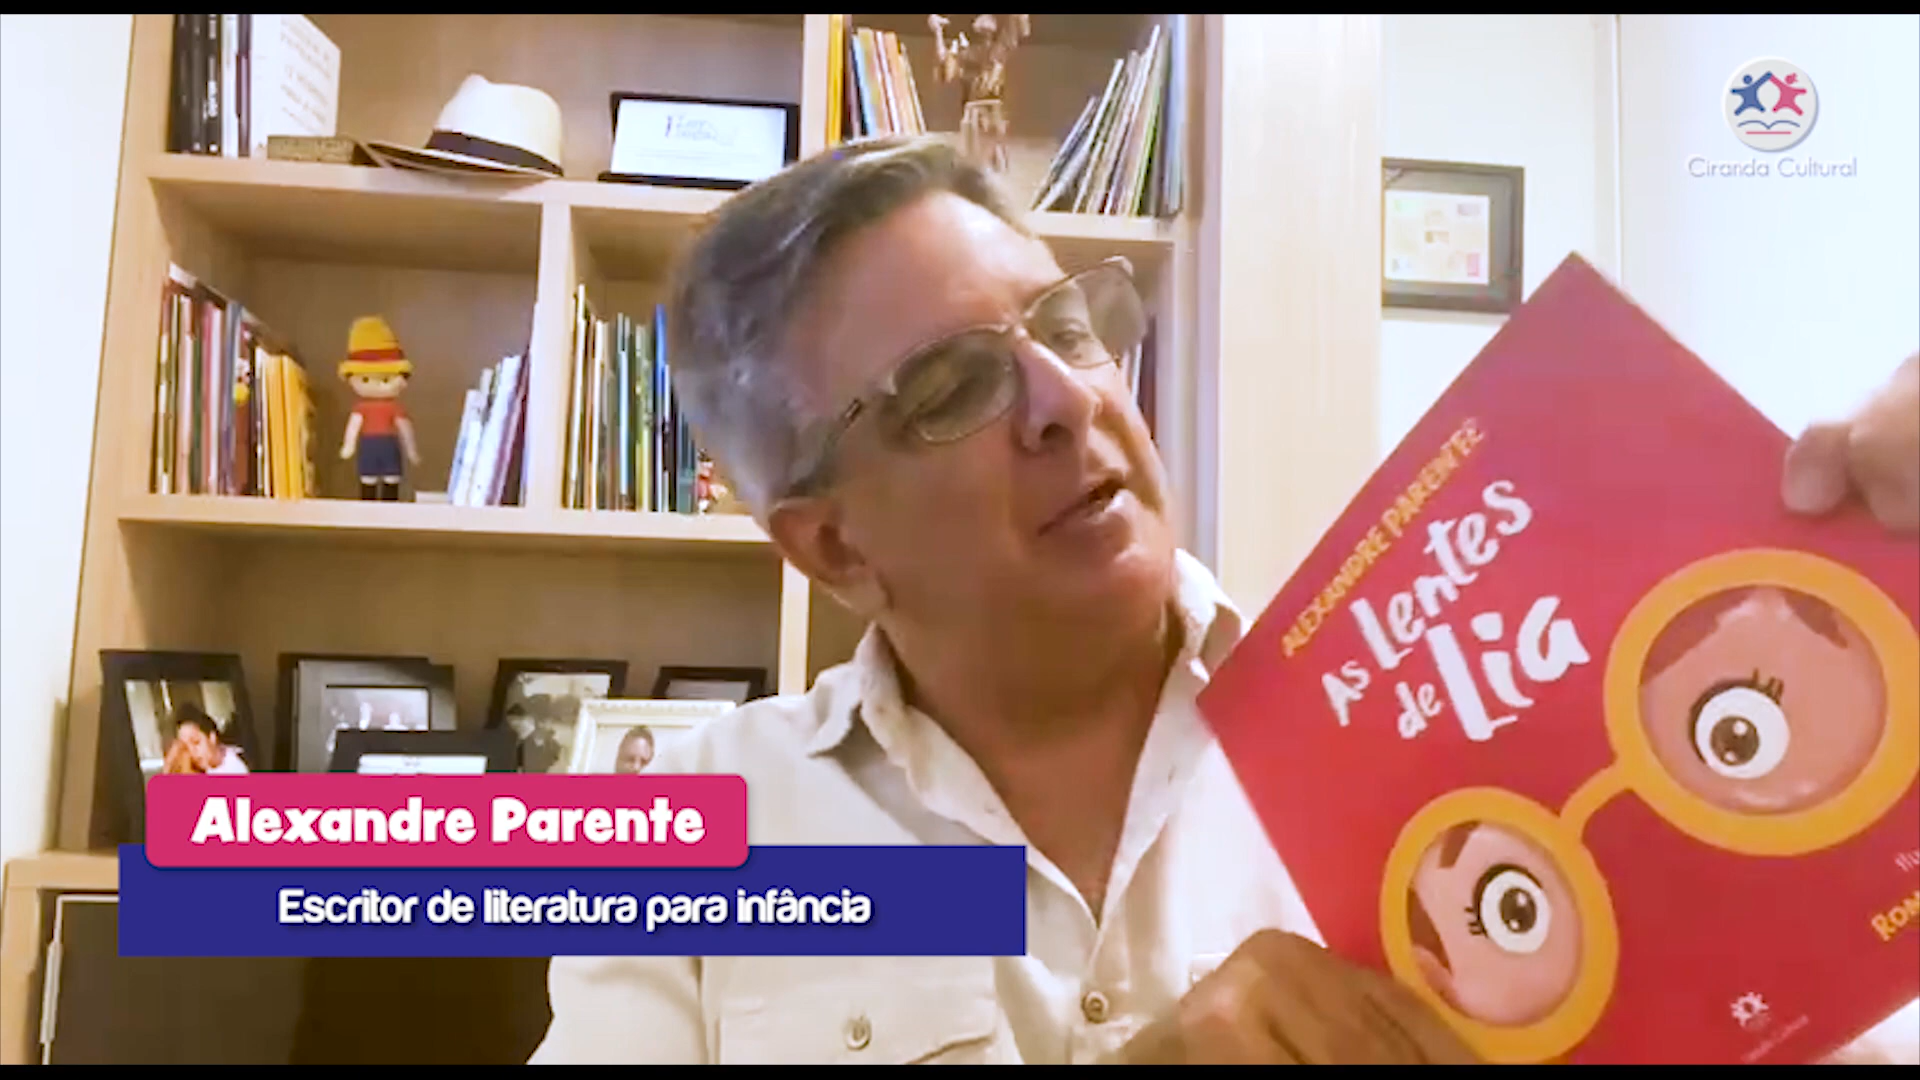 Ciranda Cultural
ALEXANDRE PARENTE
As Lentes
de Lia
Alexandre Parente
Escritor de literatura para infância